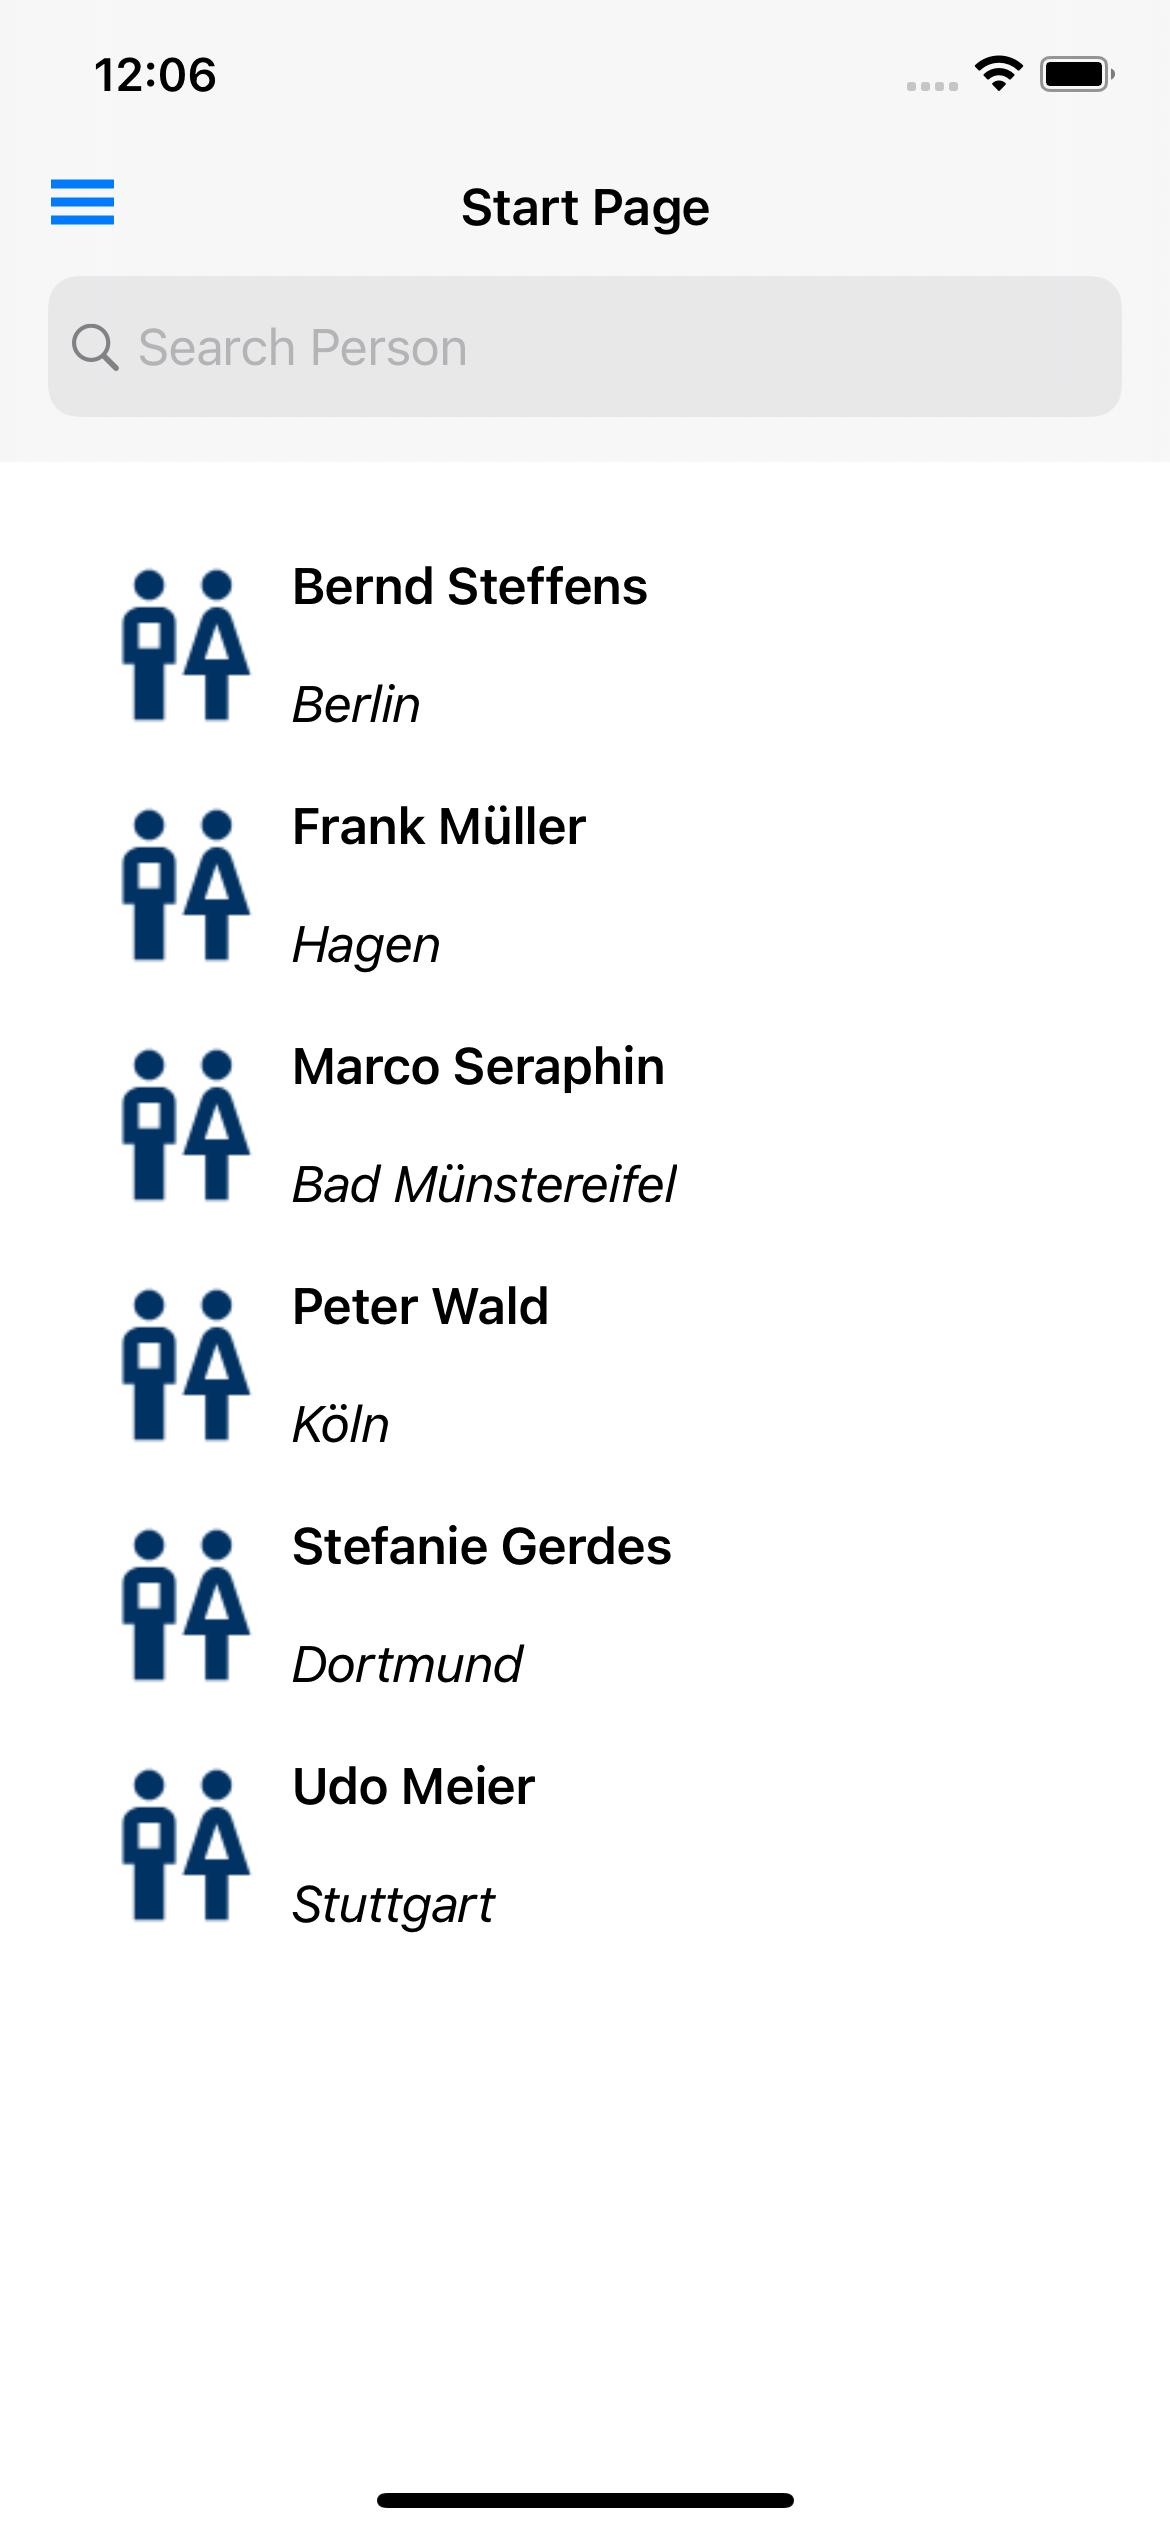 12:06
Start Page
Search Person
Bernd Steffens
Berlin
Frank Müller
Hagen
Marco Seraphin
Bad Münstereifel
Peter Wald
Köln
Stefanie Gerdes
Dortmund
Udo Meier
Stuttgart